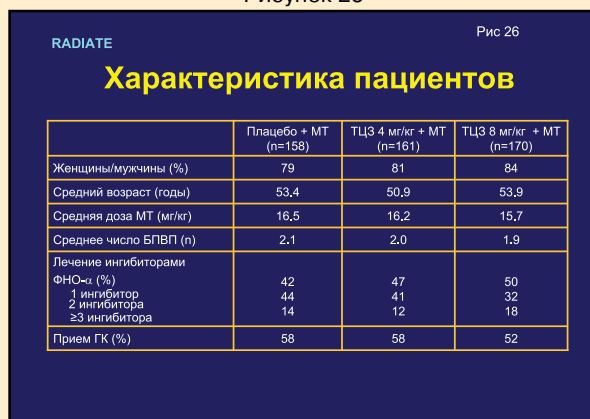 Рис 26
RADIATE
Характеристика пациентов
Плацебо + МТ (n=158) ТЦЗ 4 мг/кг + МТ (n=161) ТЦЗ 8 мг/кг + МТ (n=170)
Женщины/мужчины (%) 79 81 84
Средний возраст (годы) 53.4 50.9 53.9
Средняя доза МТ (мг/кг) 16.5 16.2 15.7
Среднее число БПВП (n) 2.1 2.0 1.9
Лечение ингибиторами
ФНО-α (%) 42 47 50
1 ингибитор 44 41 32
2 ингибитора 14 12 18
≥3 ингибитора
Прием ГК (%) 58 58 52